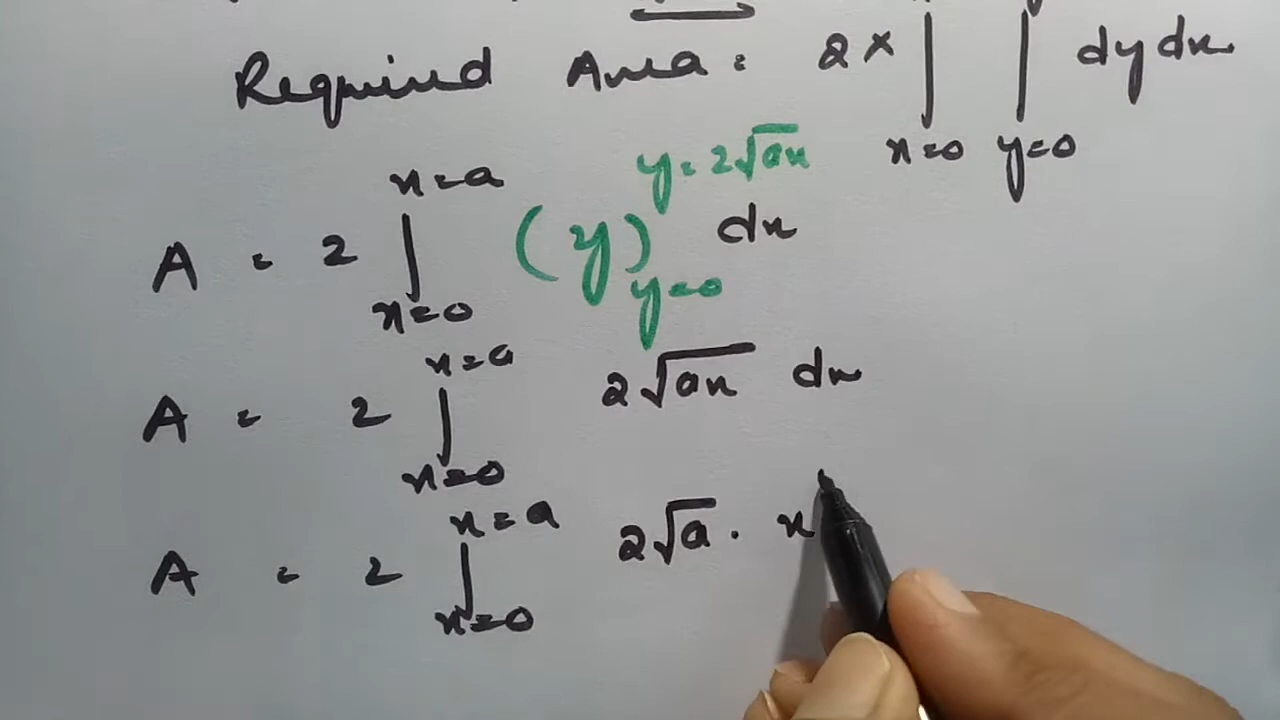 Required Area = 2 × ∫ ∫ dy dx
x=0 y=0
y=2√ax
x=a
A = 2 ∫ (y) dx
y=0
x=0
x=a
A = 2 ∫ 2√ax dx
x=0
x=a
A = 2 ∫ 2√a . x
x=0